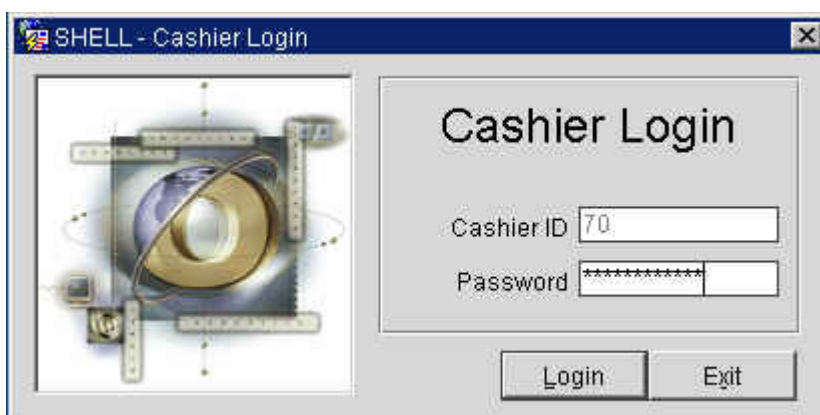 SHELL - Cashier Login
Cashier Login
Cashier ID 70
Password ************
Login Exit